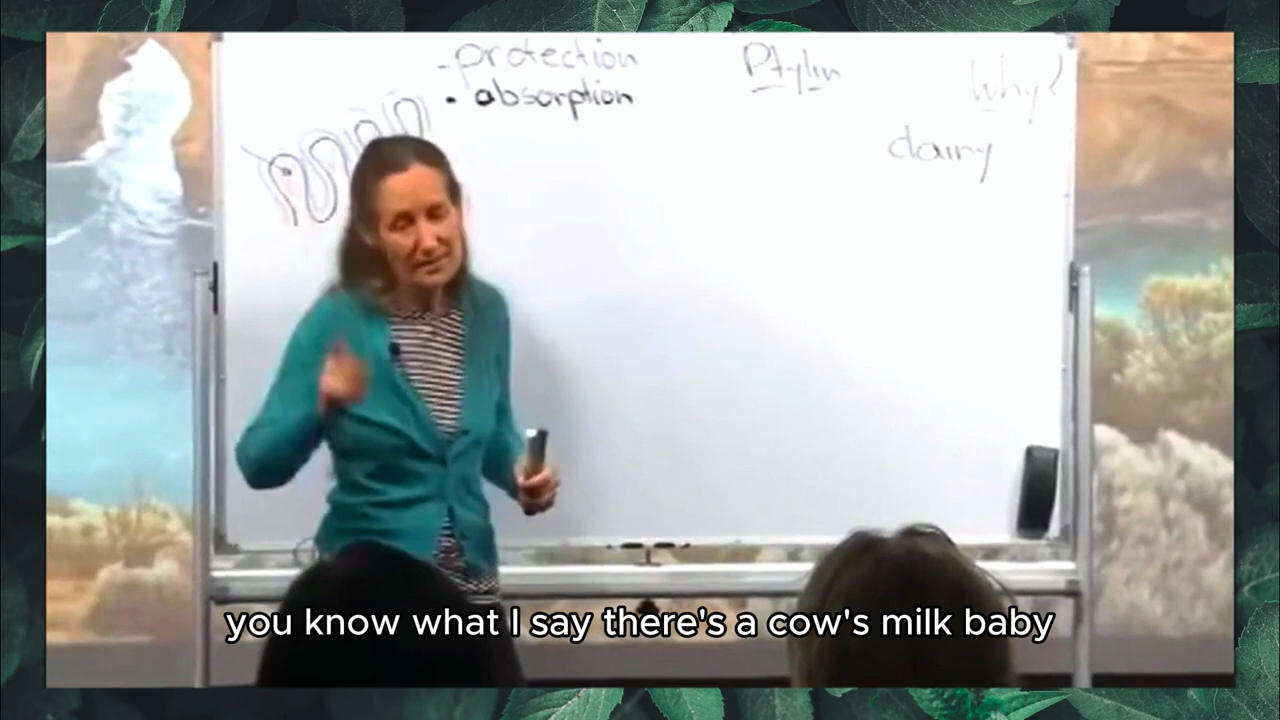 - protection
• absorption
Ptylin
Why?
dairy
you know what I say there's a cow's milk baby